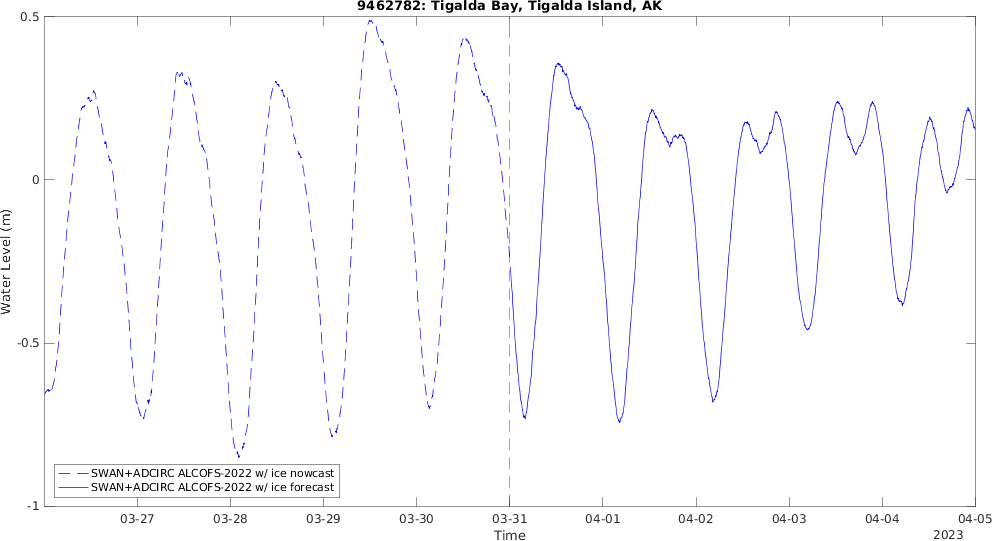 9462782: Tigalda Bay, Tigalda Island, AK
0.5
0
-0.5
-1
Water Level (m)
SWAN+ADCIRC ALCOFS-2022 w/ ice nowcast
SWAN+ADCIRC ALCOFS-2022 w/ ice forecast
03-27 03-28 03-29 03-30 03-31 04-01 04-02 04-03 04-04 04-05
Time
2023